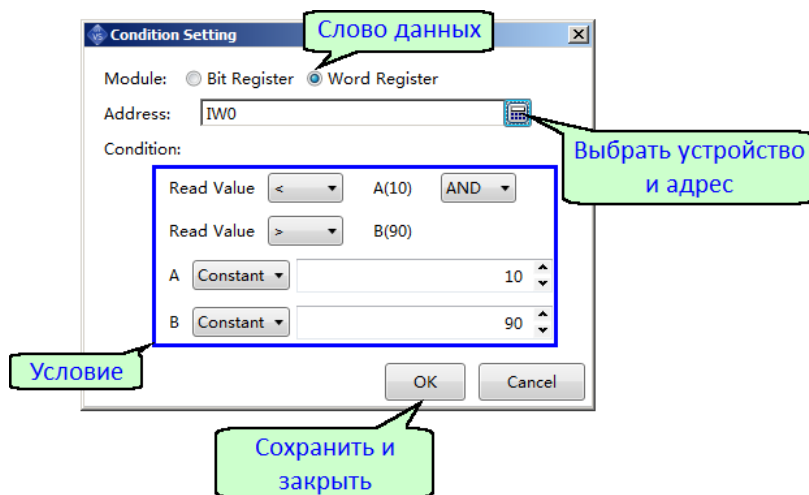 Condition Setting
Слово данных
Module: Bit Register Word Register
Address: IW0
Condition:
Выбрать устройство
и адрес
Read Value < A(10) AND
Read Value > B(90)
A Constant 10
B Constant 90
Условие
OK Cancel
Сохранить и
закрыть